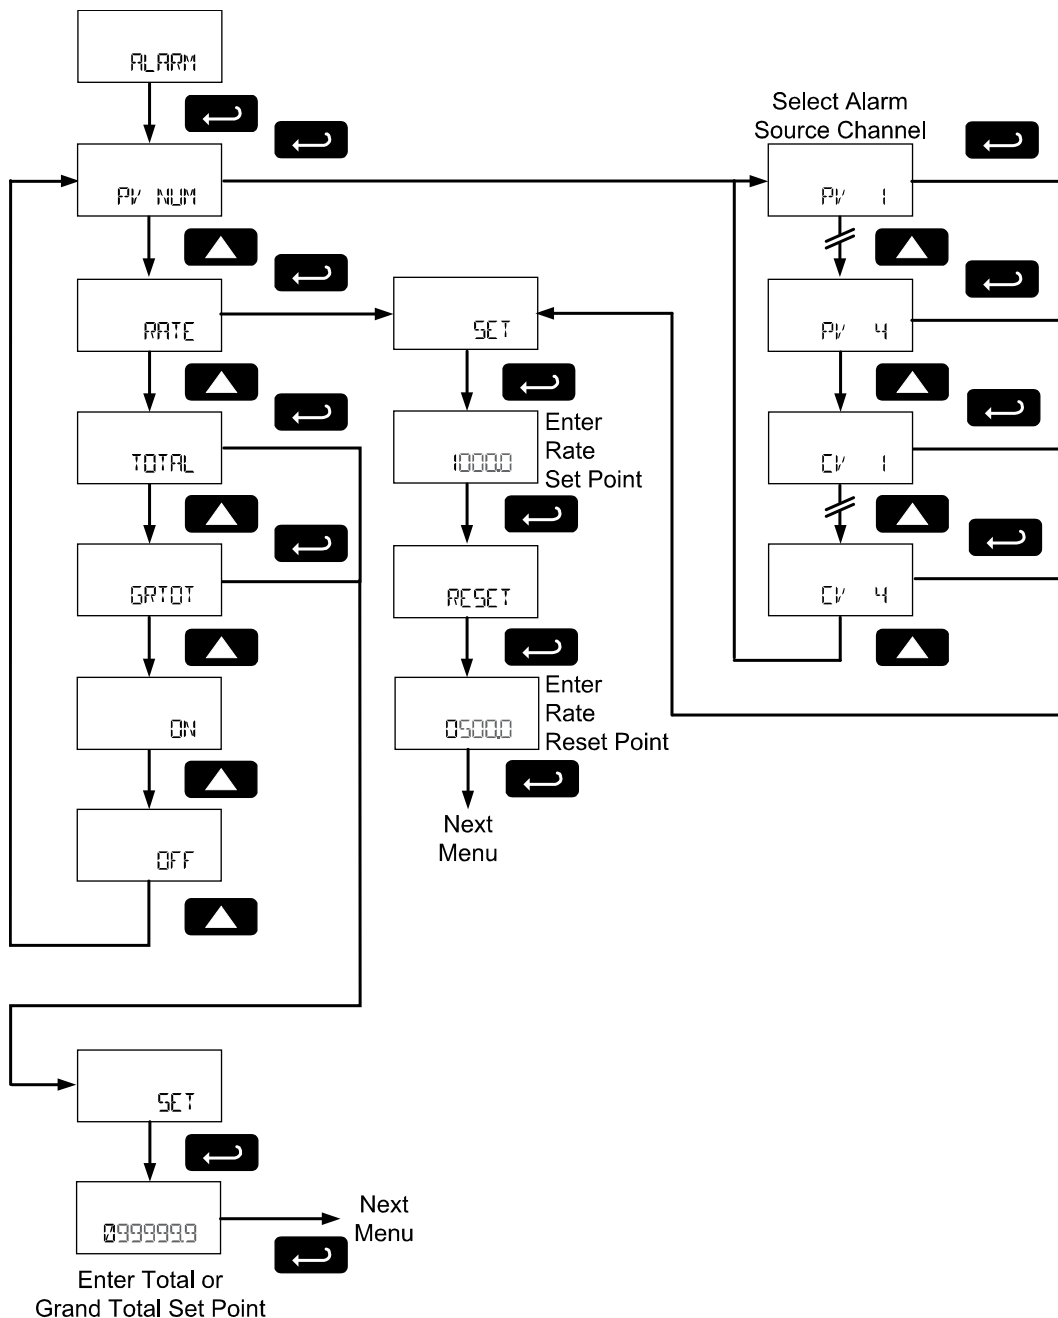 ALARM
PV NUM
RATE
TOTAL
GRTOT
ON
OFF
SET
1000.0
Enter
Rate
Set Point
RESET
0500.0
Enter
Rate
Reset Point
Next
Menu
Select Alarm
Source Channel
PV 1
PV 4
CV 1
CV 4
SET
099999.9
Next
Menu
Enter Total or
Grand Total Set Point